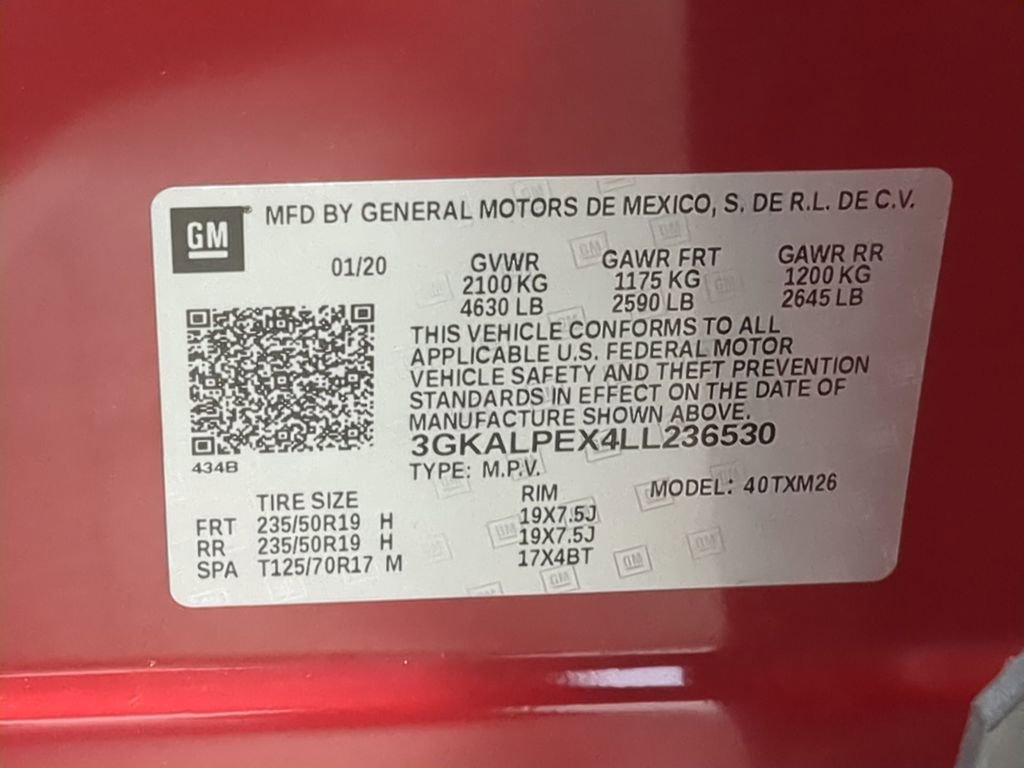 GM MFD BY GENERAL MOTORS DE MEXICO, S. DE R.L. DE C.V.
01/20 GVWR GAWR FRT GAWR RR
2100 KG 1175 KG 1200 KG
4630 LB 2590 LB 2645 LB
THIS VEHICLE CONFORMS TO ALL
APPLICABLE U.S. FEDERAL MOTOR
VEHICLE SAFETY AND THEFT PREVENTION
STANDARDS IN EFFECT ON THE DATE OF
MANUFACTURE SHOWN ABOVE.
3GKALPEX4LL236530
434B TYPE: M.P.V. MODEL: 40TXM26
TIRE SIZE RIM
FRT 235/50R19 H 19X7.5J
RR 235/50R19 H 19X7.5J
SPA T125/70R17 M 17X4BT